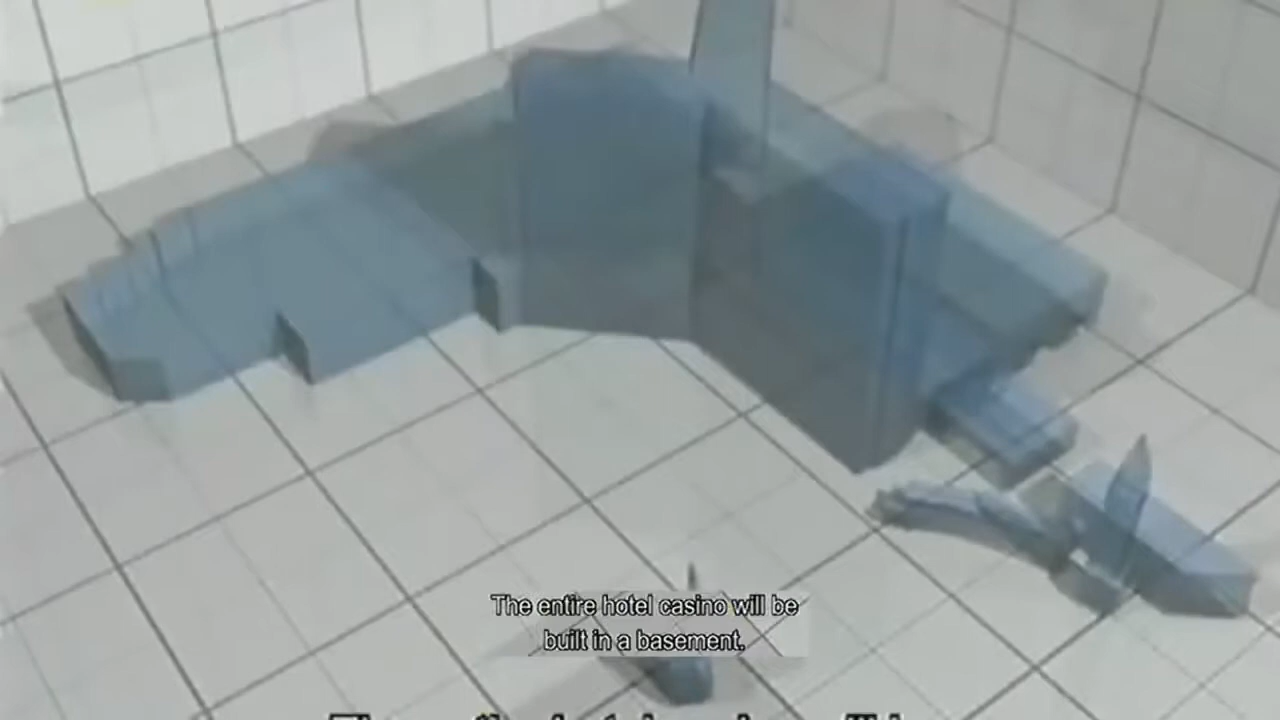 The entire hotel casino will be
built in a basement.